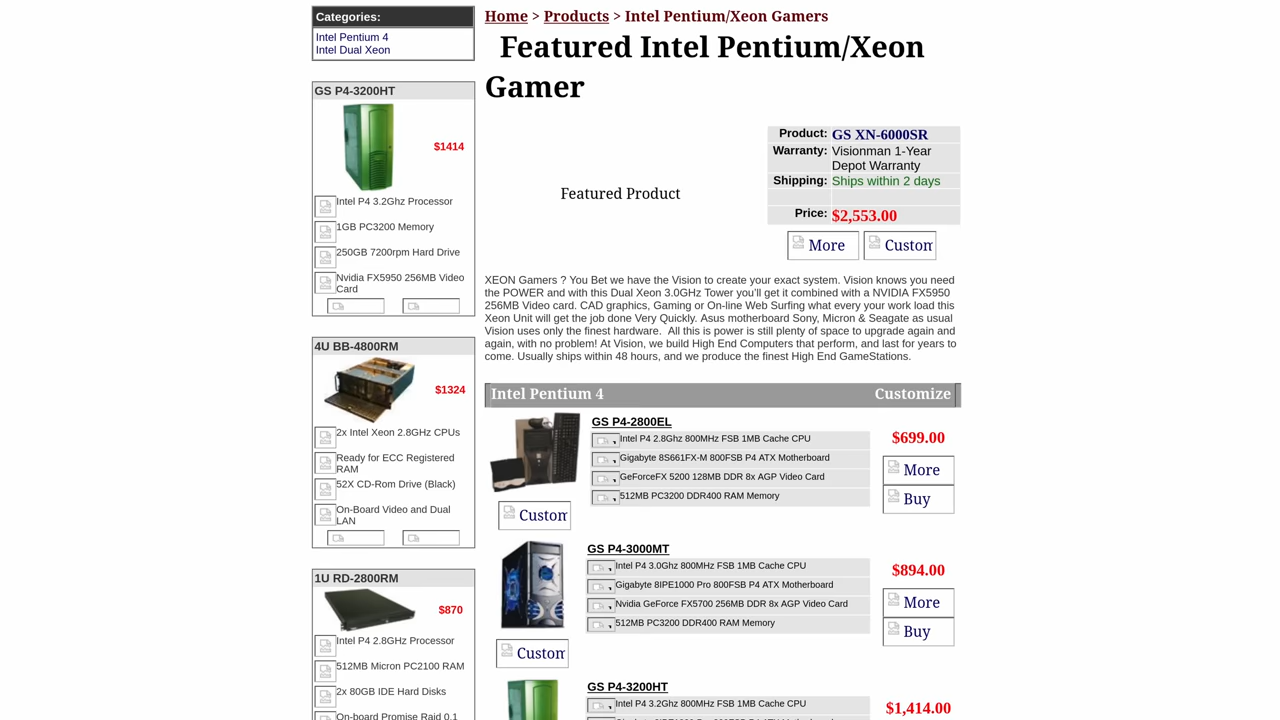 Categories:
Intel Pentium 4
Intel Dual Xeon
GS P4-3200HT
$1414
Intel P4 3.2Ghz Processor
1GB PC3200 Memory
250GB 7200rpm Hard Drive
Nvidia FX5950 256MB Video
Card
4U BB-4800RM
$1324
2x Intel Xeon 2.8GHz CPUs
Ready for ECC Registered
RAM
52X CD-Rom Drive (Black)
On-Board Video and Dual
LAN
1U RD-2800RM
$870
Intel P4 2.8GHz Processor
512MB Micron PC2100 RAM
2x 80GB IDE Hard Disks
On-board Promise Raid 0,1
Home > Products > Intel Pentium/Xeon Gamers
Featured Intel Pentium/Xeon
Gamer
Featured Product
Product: GS XN-6000SR
Warranty: Visionman 1-Year
Depot Warranty
Shipping: Ships within 2 days
Price: $2,553.00
More Custom
XEON Gamers ? You Bet we have the Vision to create your exact system. Vision knows you need
the POWER and with this Dual Xeon 3.0GHz Tower you'll get it combined with a NVIDIA FX5950
256MB Video card. CAD graphics, Gaming or On-line Web Surfing what every your work load this
Xeon Unit will get the job done Very Quickly. Asus motherboard Sony, Micron & Seagate as usual
Vision uses only the finest hardware.  All this is power is still plenty of space to upgrade again and
again, with no problem! At Vision, we build High End Computers that perform, and last for years to
come. Usually ships within 48 hours, and we produce the finest High End GameStations.
Intel Pentium 4 Customize
GS P4-2800EL
Intel P4 2.8Ghz 800MHz FSB 1MB Cache CPU
Gigabyte 8S661FX-M 800FSB P4 ATX Motherboard
GeForceFX 5200 128MB DDR 8x AGP Video Card
512MB PC3200 DDR400 RAM Memory
$699.00
More
Buy
Custom
GS P4-3000MT
Intel P4 3.0Ghz 800MHz FSB 1MB Cache CPU
Gigabyte 8IPE1000 Pro 800FSB P4 ATX Motherboard
Nvidia GeForce FX5700 256MB DDR 8x AGP Video Card
512MB PC3200 DDR400 RAM Memory
$894.00
More
Buy
Custom
GS P4-3200HT
Intel P4 3.2Ghz 800MHz FSB 1MB Cache CPU
$1,414.00